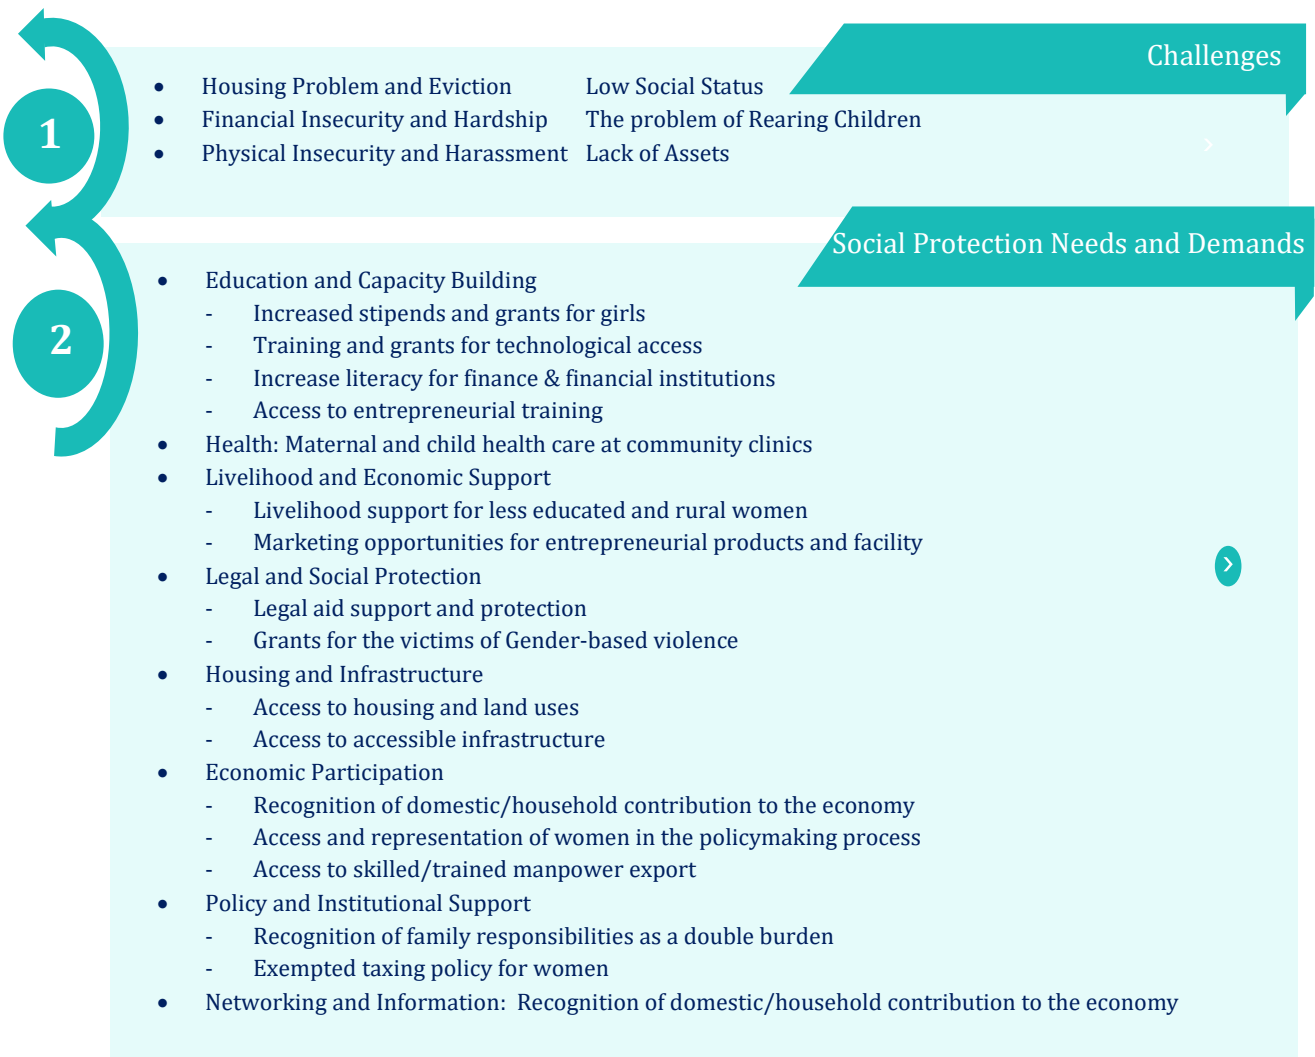 Challenges
1
• Housing Problem and Eviction Low Social Status
• Financial Insecurity and Hardship The problem of Rearing Children
• Physical Insecurity and Harassment Lack of Assets
›
Social Protection Needs and Demands
2
• Education and Capacity Building
- Increased stipends and grants for girls
- Training and grants for technological access
- Increase literacy for finance & financial institutions
- Access to entrepreneurial training
• Health: Maternal and child health care at community clinics
• Livelihood and Economic Support
- Livelihood support for less educated and rural women
- Marketing opportunities for entrepreneurial products and facility
›
• Legal and Social Protection
- Legal aid support and protection
- Grants for the victims of Gender-based violence
• Housing and Infrastructure
- Access to housing and land uses
- Access to accessible infrastructure
• Economic Participation
- Recognition of domestic/household contribution to the economy
- Access and representation of women in the policymaking process
- Access to skilled/trained manpower export
• Policy and Institutional Support
- Recognition of family responsibilities as a double burden
- Exempted taxing policy for women
• Networking and Information: Recognition of domestic/household contribution to the economy